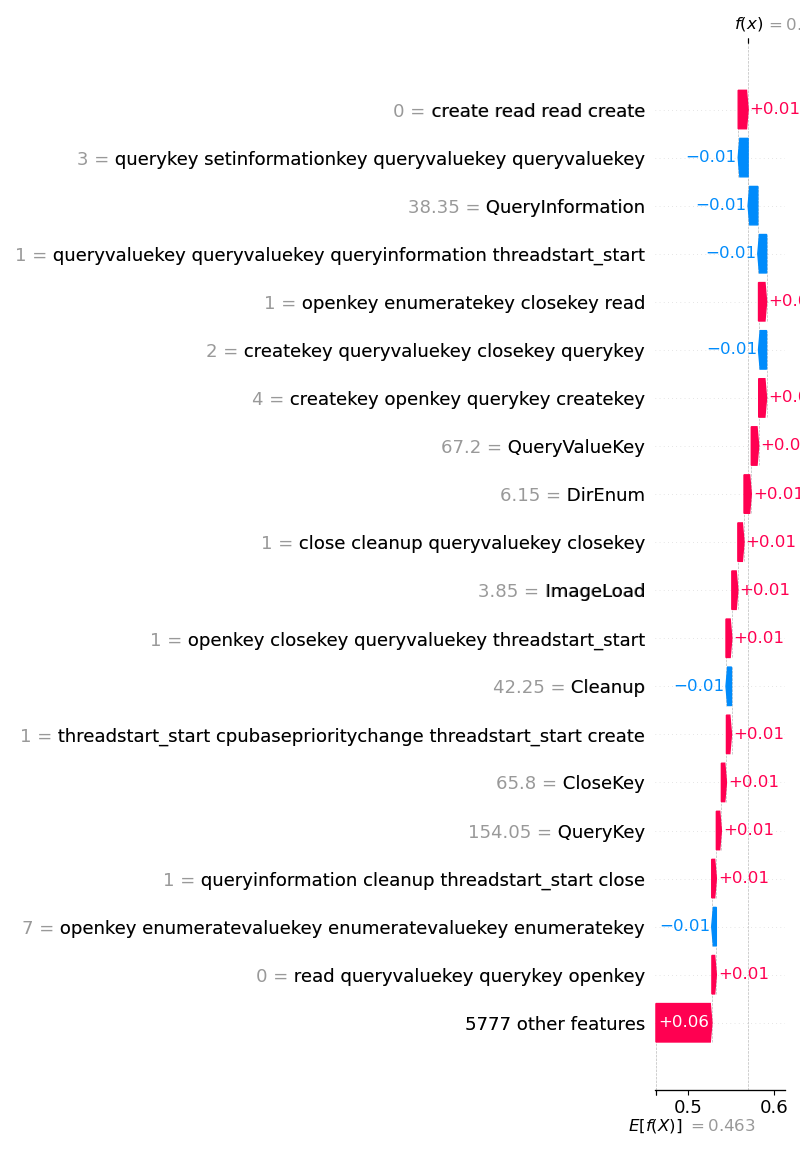 f(x) = 0.
0 = create read read create +0.01
3 = querykey setinformationkey queryvaluekey queryvaluekey −0.01
38.35 = QueryInformation −0.01
1 = queryvaluekey queryvaluekey queryinformation threadstart_start −0.01
1 = openkey enumeratekey closekey read +0.0
2 = createkey queryvaluekey closekey querykey −0.01
4 = createkey openkey querykey createkey +0.0
67.2 = QueryValueKey +0.0
6.15 = DirEnum +0.01
1 = close cleanup queryvaluekey closekey +0.01
3.85 = ImageLoad +0.01
1 = openkey closekey queryvaluekey threadstart_start +0.01
42.25 = Cleanup −0.01
1 = threadstart_start cpubaseprioritychange threadstart_start create +0.01
65.8 = CloseKey +0.01
154.05 = QueryKey +0.01
1 = queryinformation cleanup threadstart_start close +0.01
7 = openkey enumeratevaluekey enumeratevaluekey enumeratekey −0.01
0 = read queryvaluekey querykey openkey +0.01
5777 other features +0.06
0.5 0.6
E[f(X)] = 0.463